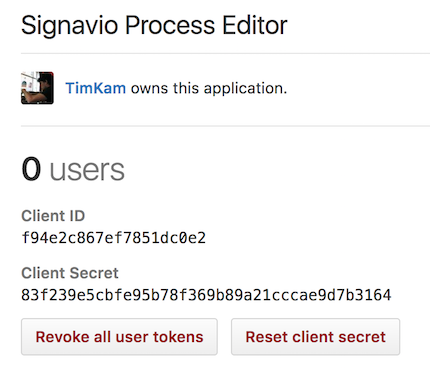 Signavio Process Editor
TimKam owns this application.
0 users
Client ID
f94e2c867ef7851dc0e2
Client Secret
83f239e5cbfe95b78f369b89a21cccae9d7b3164
Revoke all user tokens
Reset client secret